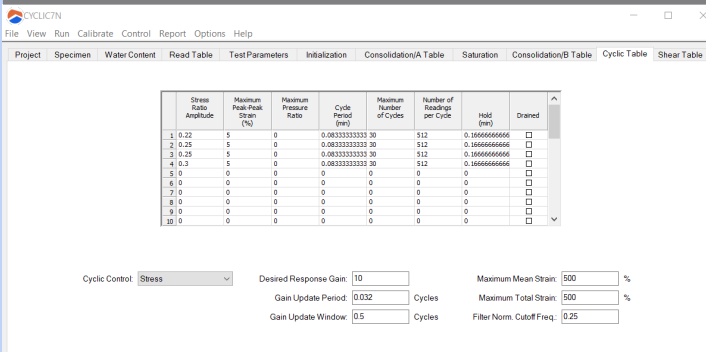 CYCLIC7N
File View Run Calibrate Control Report Options Help
Project Specimen Water Content Read Table Test Parameters Initialization Consolidation/A Table Saturation Consolidation/B Table Cyclic Table Shear Table
Stress Ratio Amplitude Maximum Peak-Peak Strain (%) Maximum Pressure Ratio Cycle Period (min) Maximum Number of Cycles Number of Readings per Cycle Hold (min) Drained
1 0.22 5 0 0.08333333333 30 512 0.16666666666
2 0.25 5 0 0.08333333333 30 512 0.16666666666
3 0.25 5 0 0.08333333333 30 512 0.16666666666
4 0.3 5 0 0.08333333333 30 512 0.16666666666
5 0 0 0 0 0 0 0
6 0 0 0 0 0 0 0
7 0 0 0 0 0 0 0
8 0 0 0 0 0 0 0
9 0 0 0 0 0 0 0
10 0 0 0 0 0 0 0
Cyclic Control: Stress Desired Response Gain: 10 Maximum Mean Strain: 500 %
Gain Update Period: 0.032 Cycles Maximum Total Strain: 500 %
Gain Update Window: 0.5 Cycles Filter Norm. Cutoff Freq.: 0.25